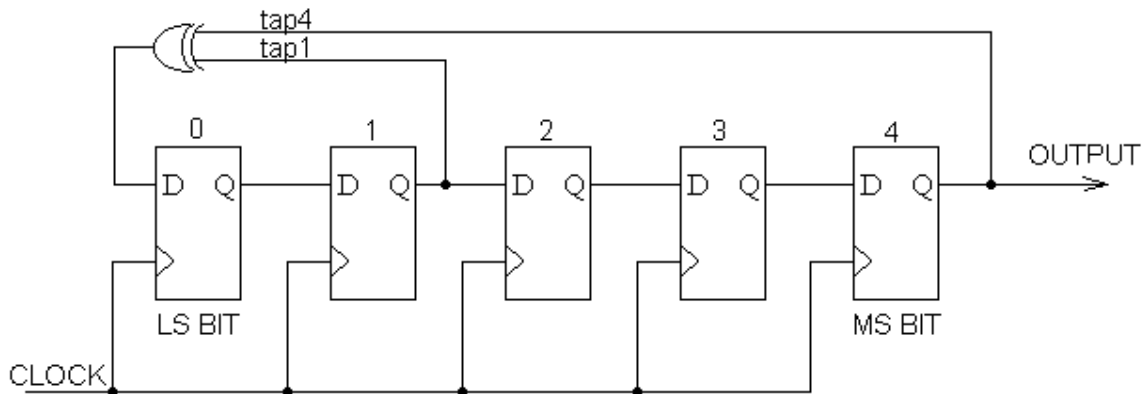 tap4
tap1
0 1 2 3 4
OUTPUT
D Q D Q D Q D Q D Q
LS BIT MS BIT
CLOCK